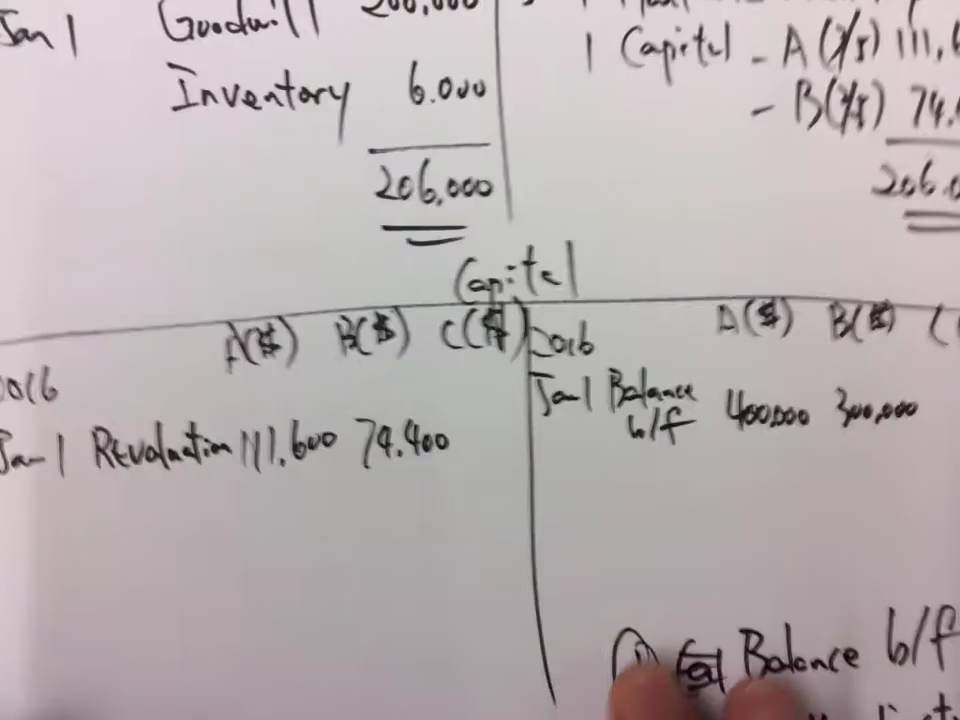 Jan 1 Goodwill 200,000
Inventory 6.000
206,000
1 Capital - A (3/5) 111,6
- B(2/5) 74.
206.0
Capital
A($) B($) C($)
2016
Jan 1 Revaluation 111,600 74,400
2016 A($) B($) C
Jan 1 Balance b/f 400,000 300,000
① Balance b/f